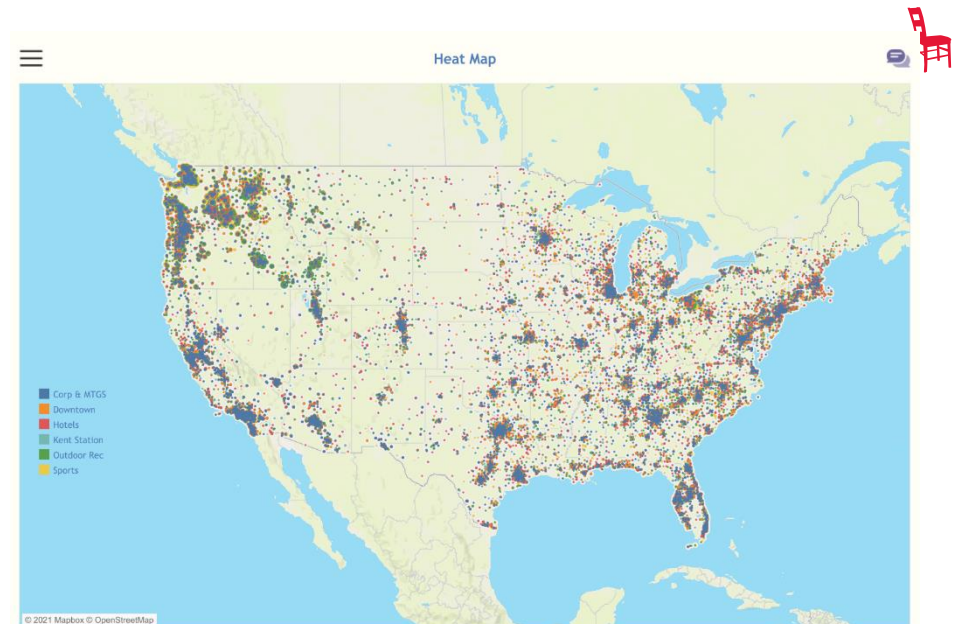 Heat Map
Corp & MTGS
Downtown
Hotels
Kent Station
Outdoor Rec
Sports
© 2021 Mapbox © OpenStreetMap